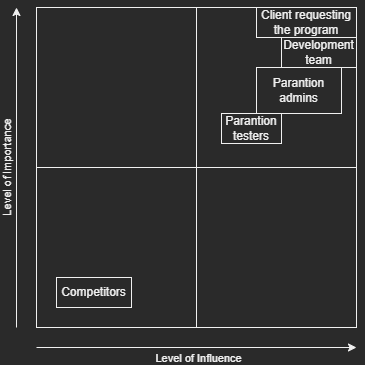 Client requesting
the program
Development
team
Parantion
admins
Parantion
testers
Level of Importance
Competitors
Level of Influence